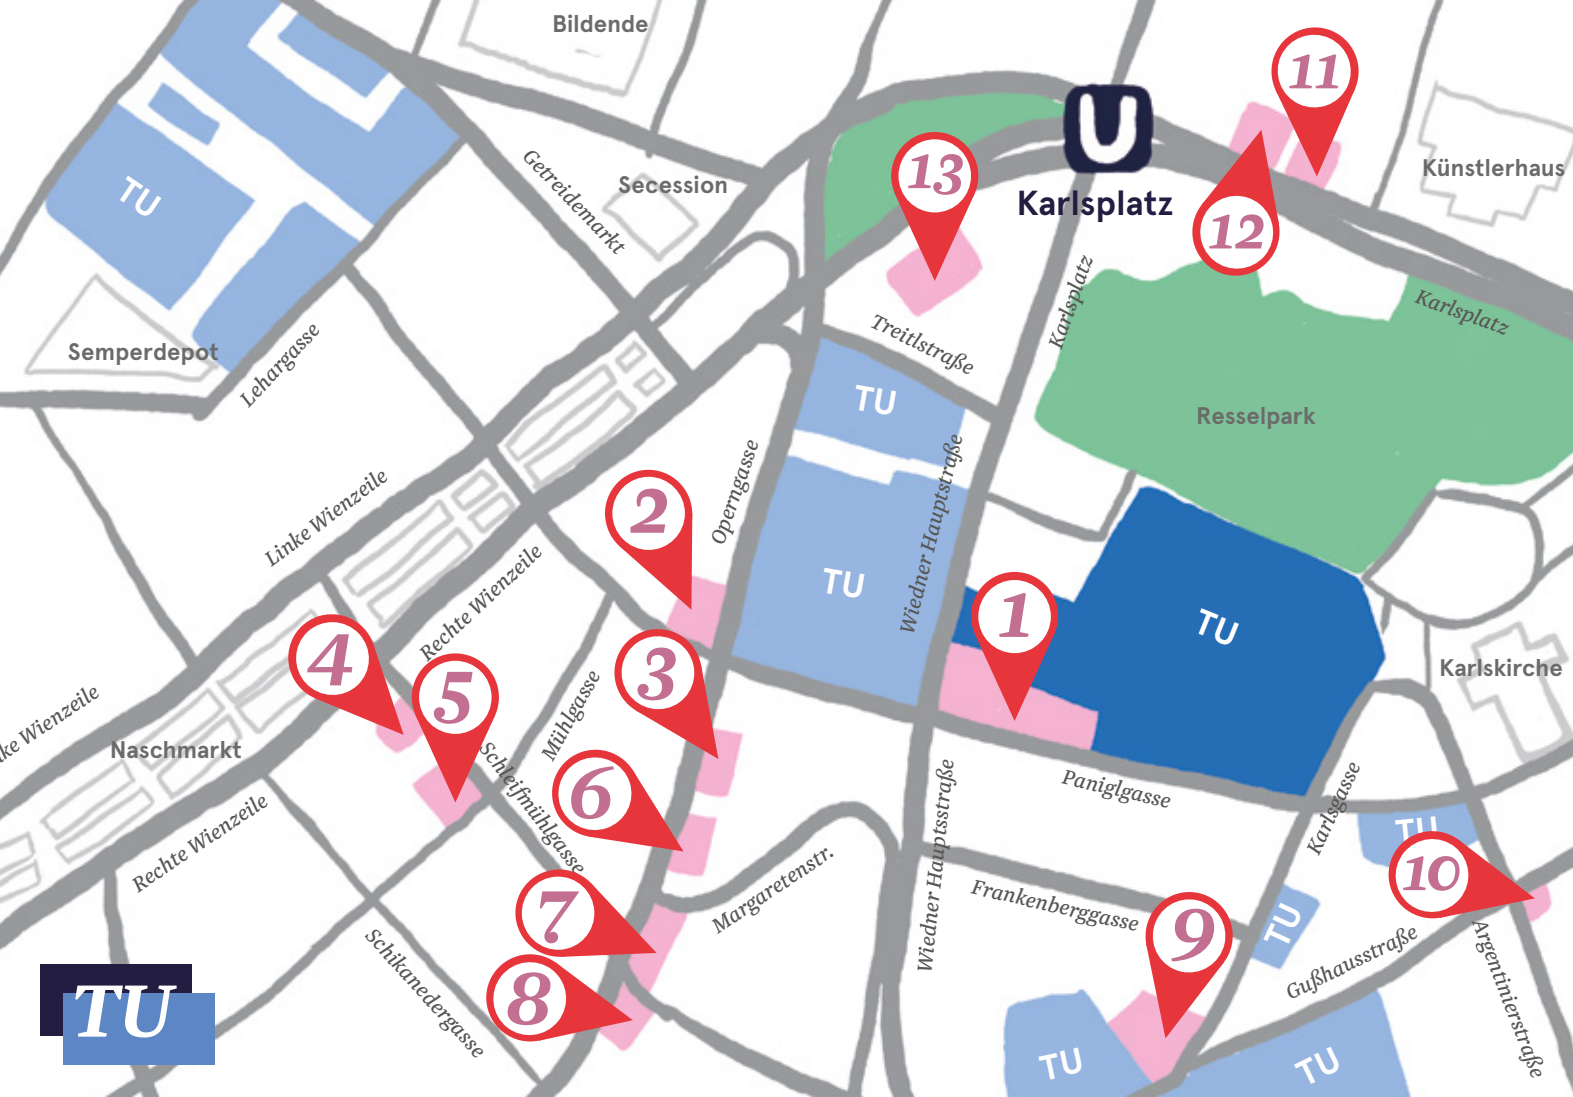 Bildende
11
TU
Getreidemarkt
Secession
13
U
Karlsplatz
Künstlerhaus
12
Karlsplatz
Karlsplatz
Semperdepot
Lehargasse
Treitlstraße
TU
Resselpark
Linke Wienzeile
2
Operngasse
Wiedner Hauptstraße
TU
Rechte Wienzeile
1
TU
4
5
3
Mühlgasse
Karlskirche
ke Wienzeile
Naschmarkt
Schleifmühlgasse
6
Paniglgasse
Karlsgasse
TU
Rechte Wienzeile
Margaretenstr.
Wiedner Hauptsstraße
Frankenberggasse
10
7
9
TU
Schikanedergasse
Gußhausstraße
Argentinierstraße
8
TU
TU
TU